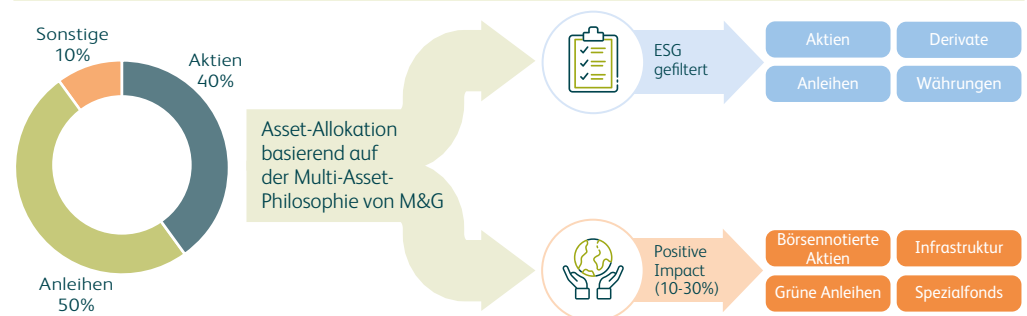 Sonstige
10%
Aktien
40%
Anleihen
50%
Asset-Allokation
basierend auf
der Multi-Asset-
Philosophie von M&G
ESG
gefiltert
Aktien
Derivate
Anleihen
Währungen
Positive
Impact
(10-30%)
Börsennotierte
Aktien
Infrastruktur
Grüne Anleihen
Spezialfonds